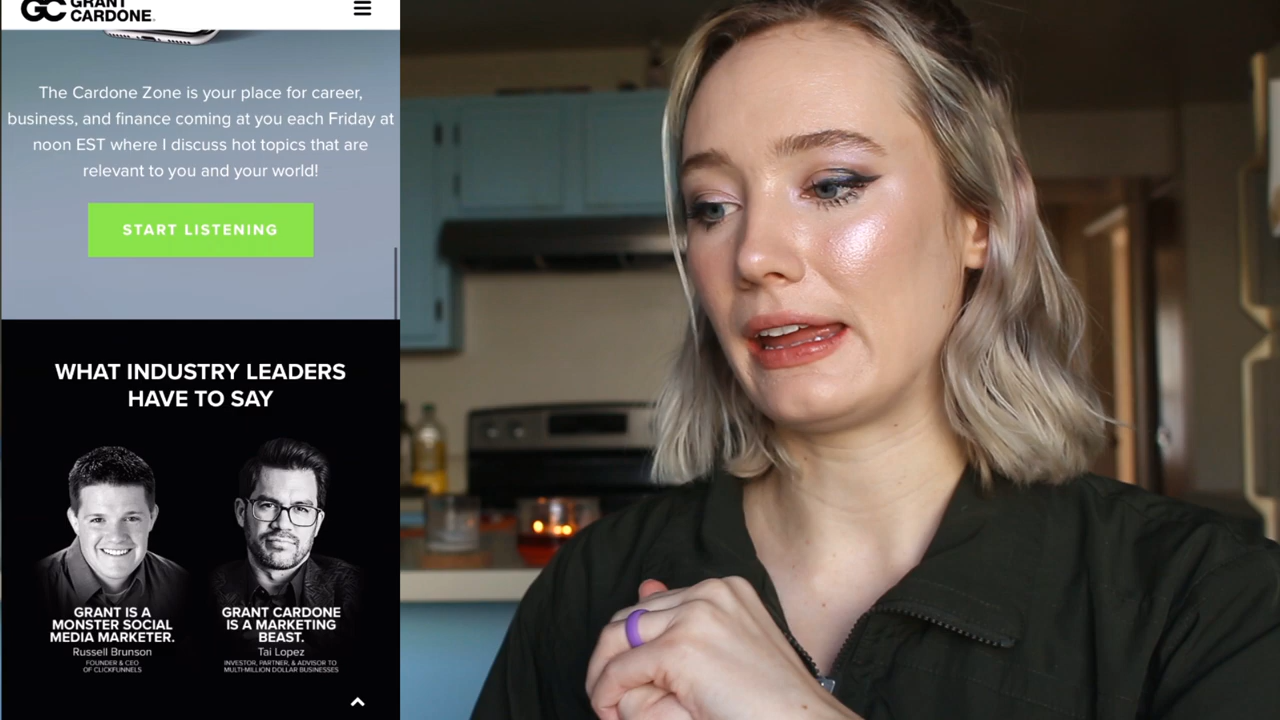 GC GRANT
CARDONE.
The Cardone Zone is your place for career,
business, and finance coming at you each Friday at
noon EST where I discuss hot topics that are
relevant to you and your world!
START LISTENING
WHAT INDUSTRY LEADERS
HAVE TO SAY
GRANT IS A
MONSTER SOCIAL
MEDIA MARKETER.
Russell Brunson
FOUNDER & CEO
OF CLICKFUNNELS
GRANT CARDONE
IS A MARKETING
BEAST.
Tai Lopez
INVESTOR, PARTNER, & ADVISOR TO
MULTI-MILLION DOLLAR BUSINESSES